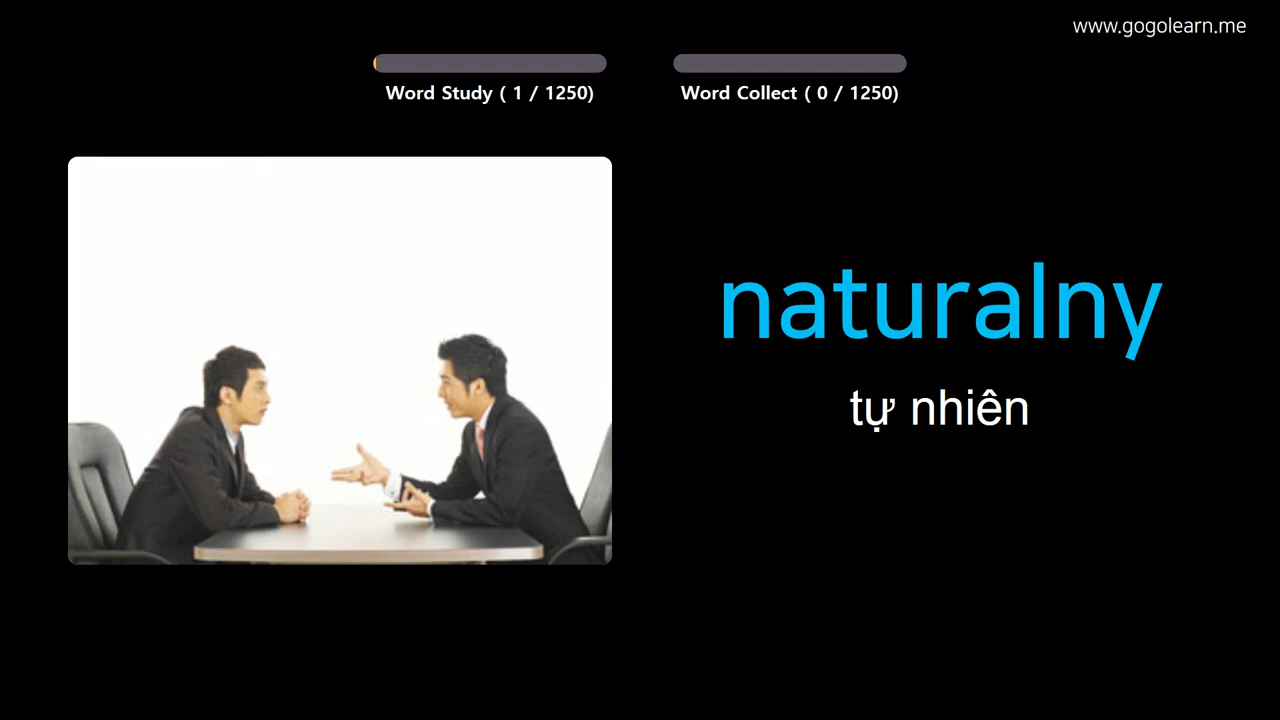 www.gogolearn.me
Word Study ( 1 / 1250)
Word Collect ( 0 / 1250)
naturalny
tự nhiên